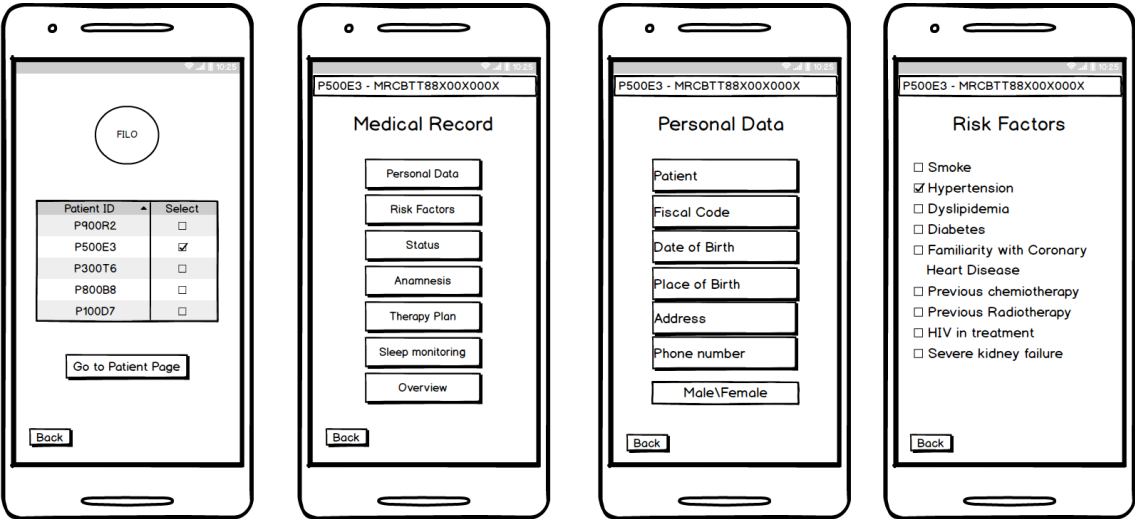 10:25
FILO
Patient ID Select
P900R2
P500E3
P300T6
P800B8
P100D7
Go to Patient Page
Back
10:25
P500E3 - MRCBTT88X00X000X
Medical Record
Personal Data
Risk Factors
Status
Anamnesis
Therapy Plan
Sleep monitoring
Overview
Back
10:25
P500E3 - MRCBTT88X00X000X
Personal Data
Patient
Fiscal Code
Date of Birth
Place of Birth
Address
Phone number
Male\Female
Back
10:25
P500E3 - MRCBTT88X00X000X
Risk Factors
Smoke
Hypertension
Dyslipidemia
Diabetes
Familiarity with Coronary
Heart Disease
Previous chemiotherapy
Previous Radiotherapy
HIV in treatment
Severe kidney failure
Back